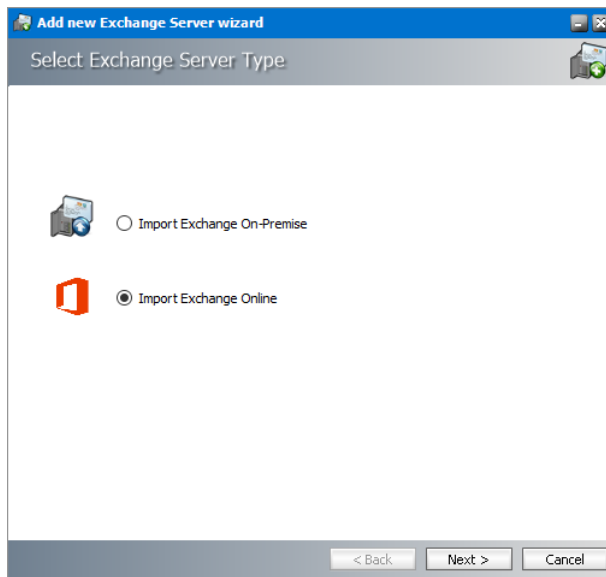 Add new Exchange Server wizard
Select Exchange Server Type
Import Exchange On-Premise
Import Exchange Online
< Back Next > Cancel